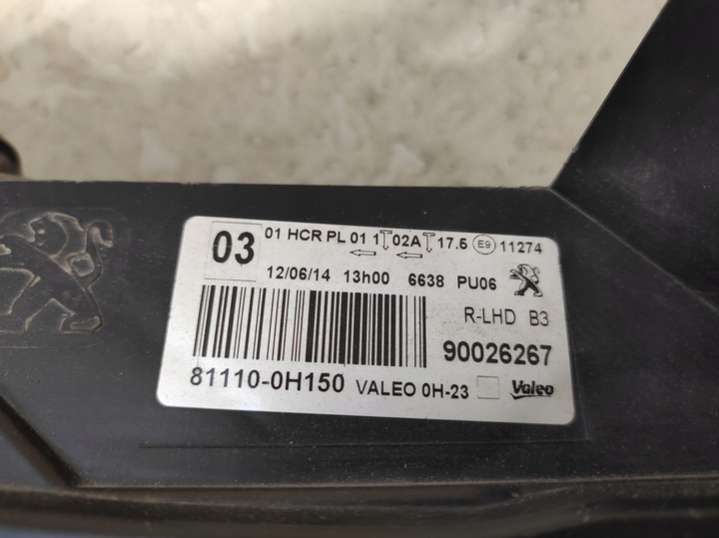 03
01 HCR PL 01 1 02A 17.5 E9 11274
12/06/14 13h00 6638 PU06
R-LHD B3
90026267
81110-0H150 VALEO 0H-23 Valeo